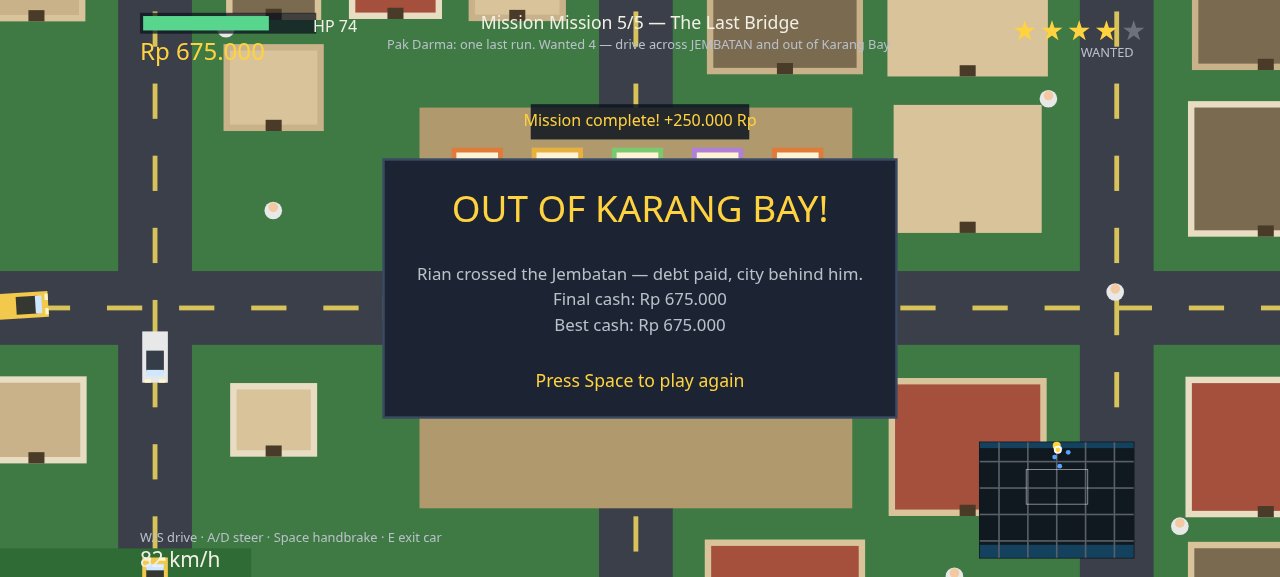 HP 74
Rp 675.000
Mission Mission 5/5 — The Last Bridge
Pak Darma: one last run. Wanted 4 — drive across JEMBATAN and out of Karang Bay
WANTED
Mission complete! +250.000 Rp
OUT OF KARANG BAY!
Rian crossed the Jembatan — debt paid, city behind him.
Final cash: Rp 675.000
Best cash: Rp 675.000
Press Space to play again
W/S drive · A/D steer · Space handbrake · E exit car
82 km/h